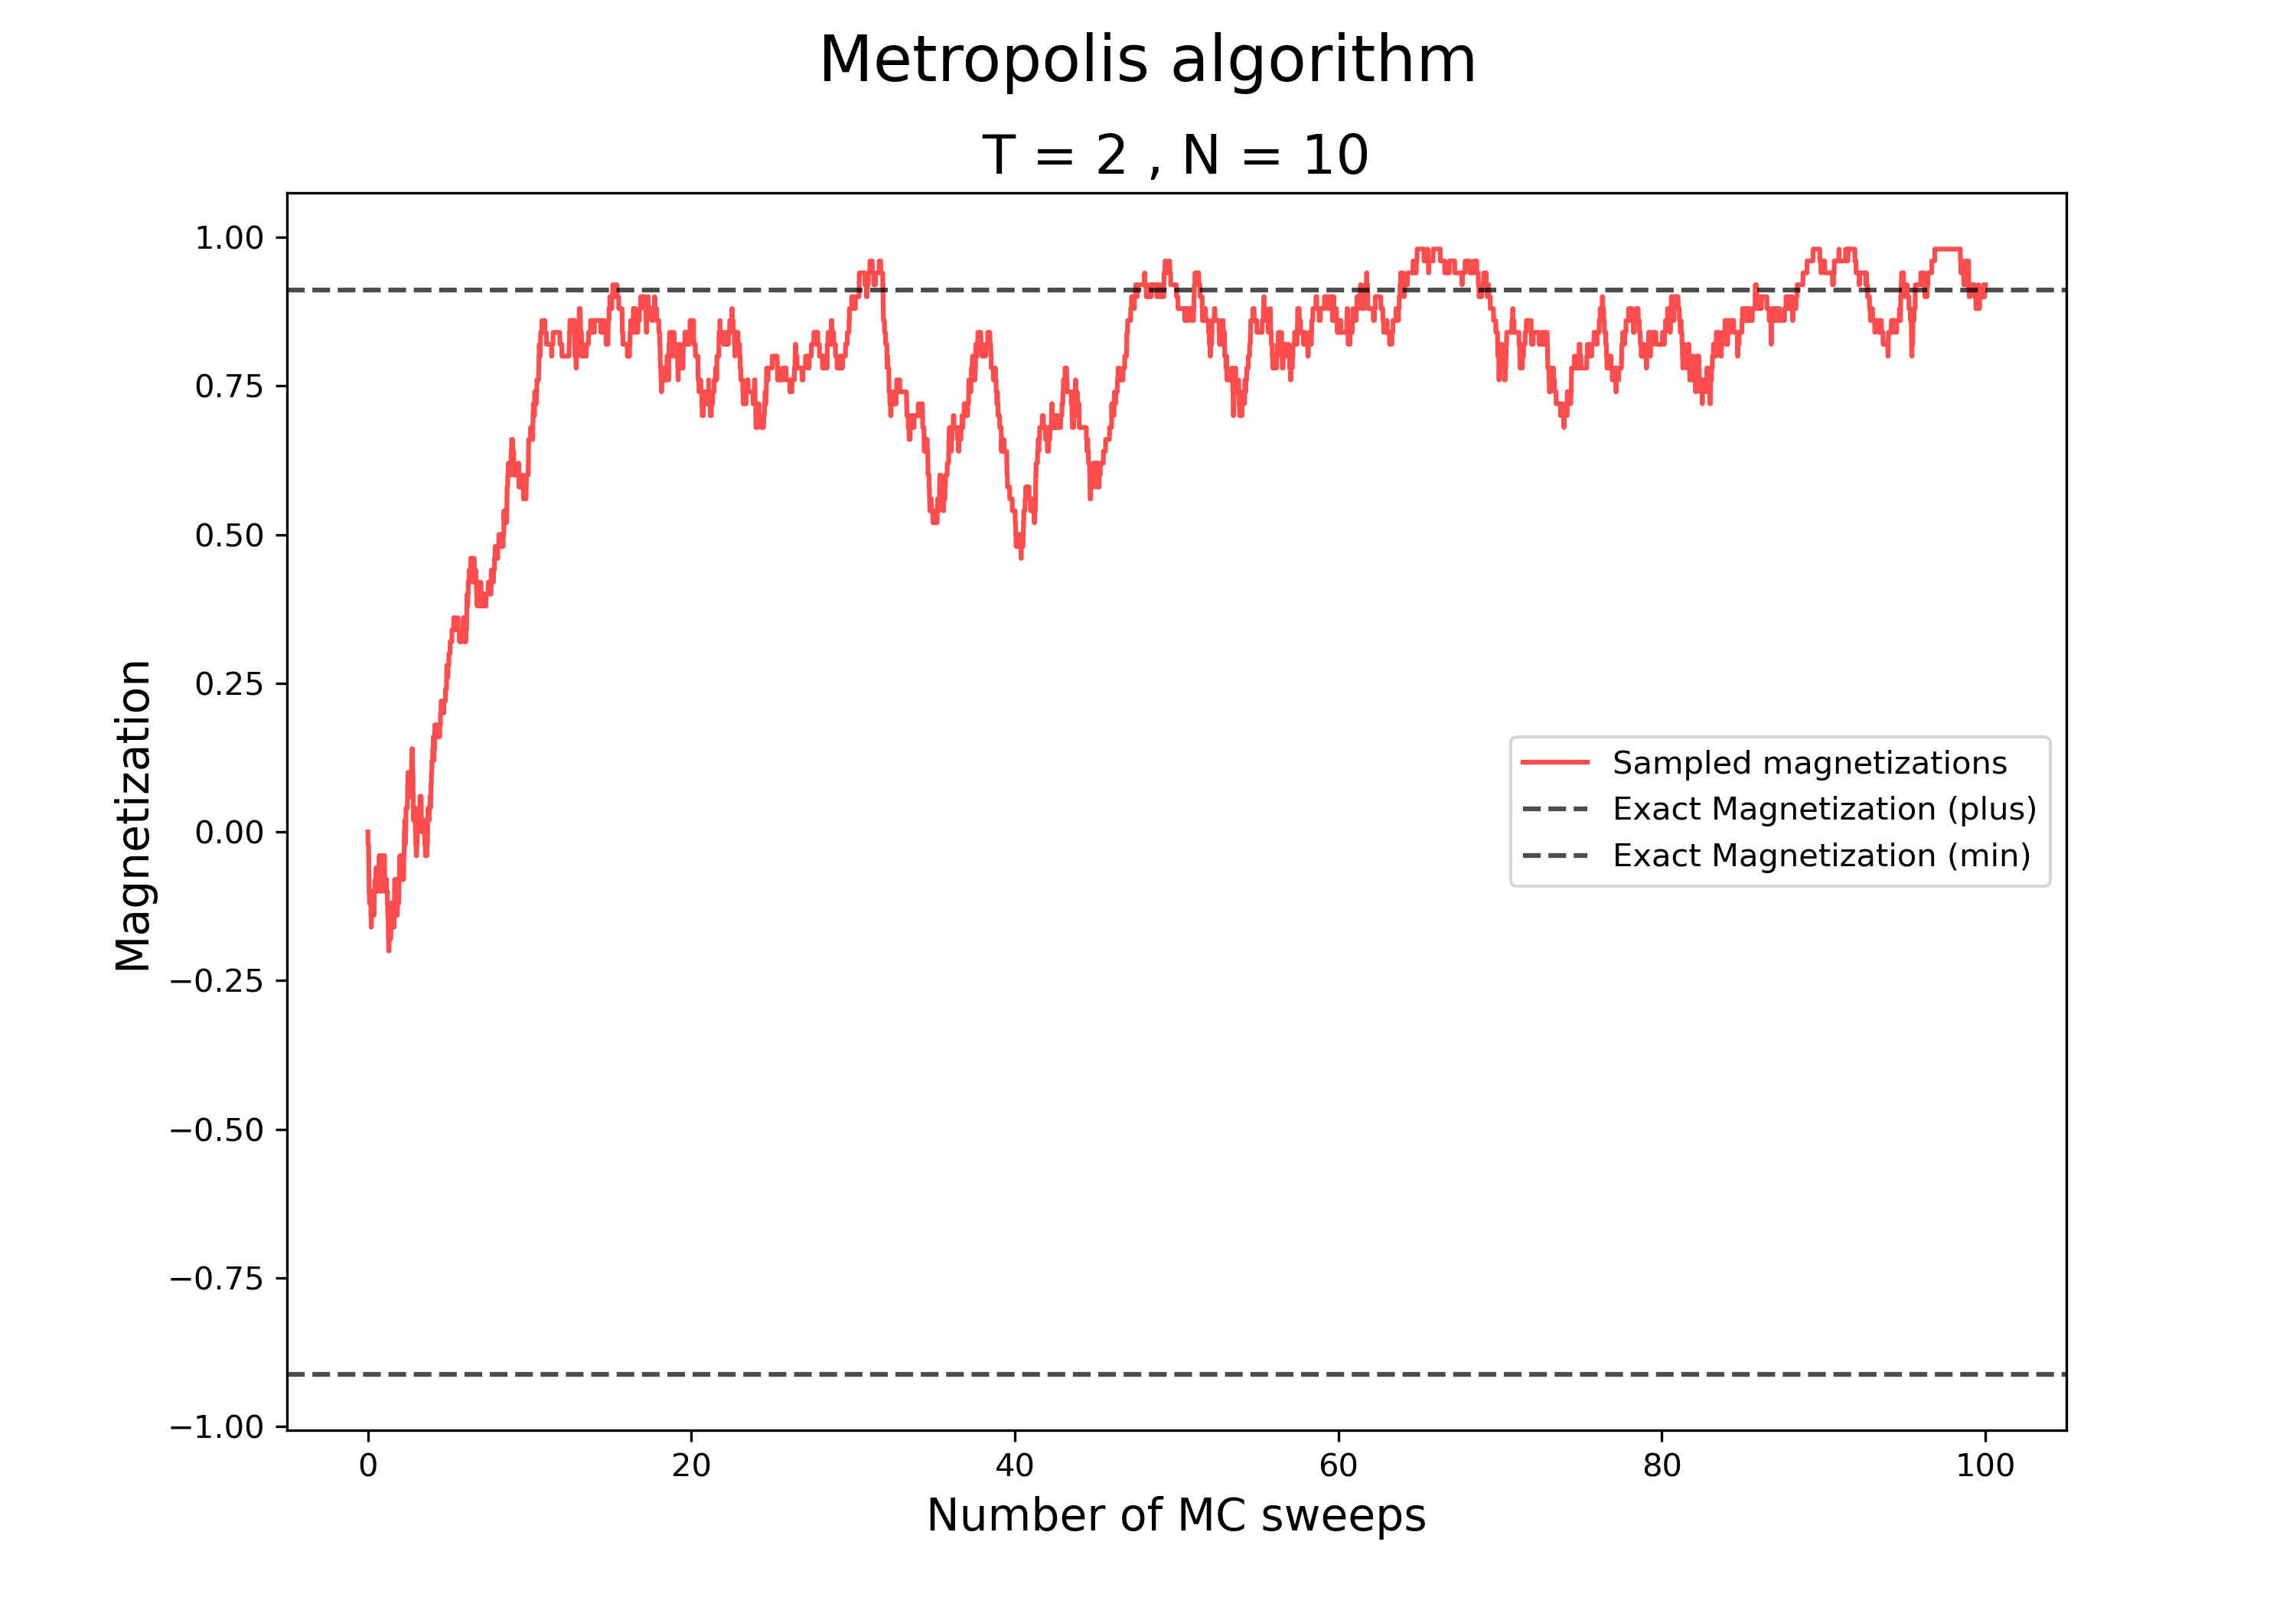 Metropolis algorithm
T = 2 , N = 10
1.00
0.75
0.50
0.25
0.00
−0.25
−0.50
−0.75
−1.00
Magnetization
Sampled magnetizations
Exact Magnetization (plus)
Exact Magnetization (min)
0 20 40 60 80 100
Number of MC sweeps